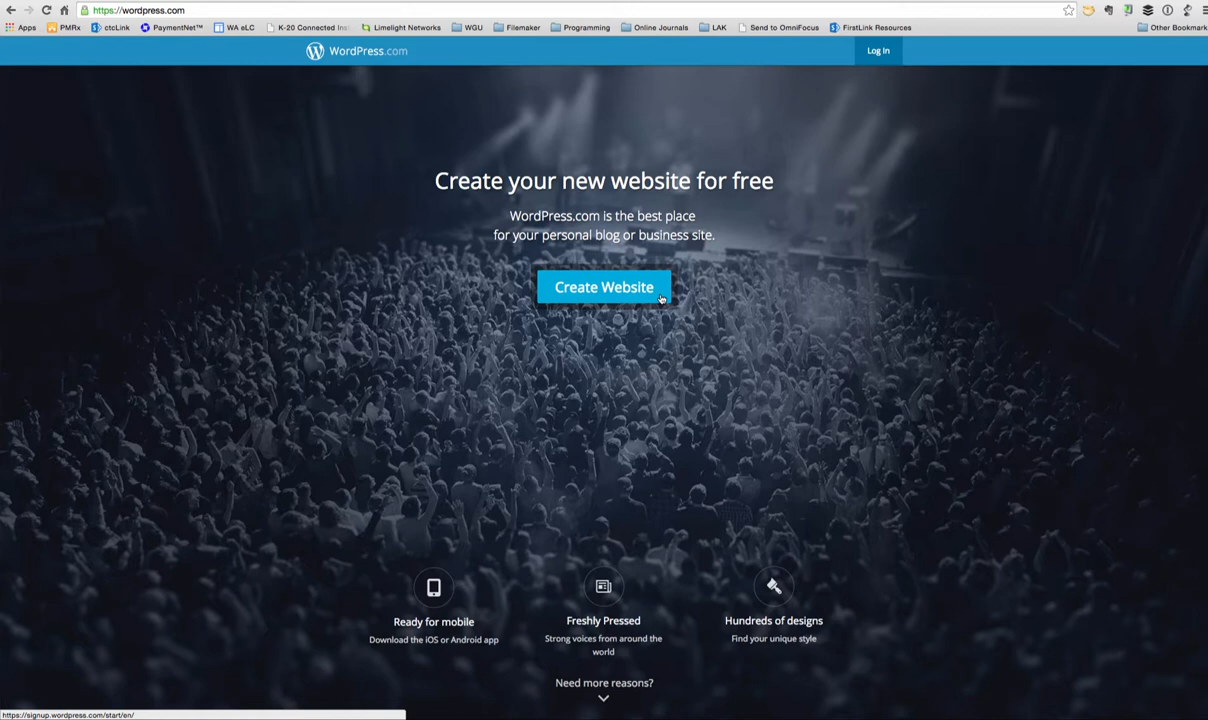 https://wordpress.com
Apps PMRx ctcLink PaymentNet™ WA eLC K-20 Connected Ins Limelight Networks WGU Filemaker Programming Online Journals LAK Send to OmniFocus FirstLink Resources Other Bookmark
WordPress.com Log In
Create your new website for free
WordPress.com is the best place
for your personal blog or business site.
Create Website
Ready for mobile
Download the iOS or Android app
Freshly Pressed
Strong voices from around the
world
Hundreds of designs
Find your unique style
Need more reasons?
https://signup.wordpress.com/start/en/